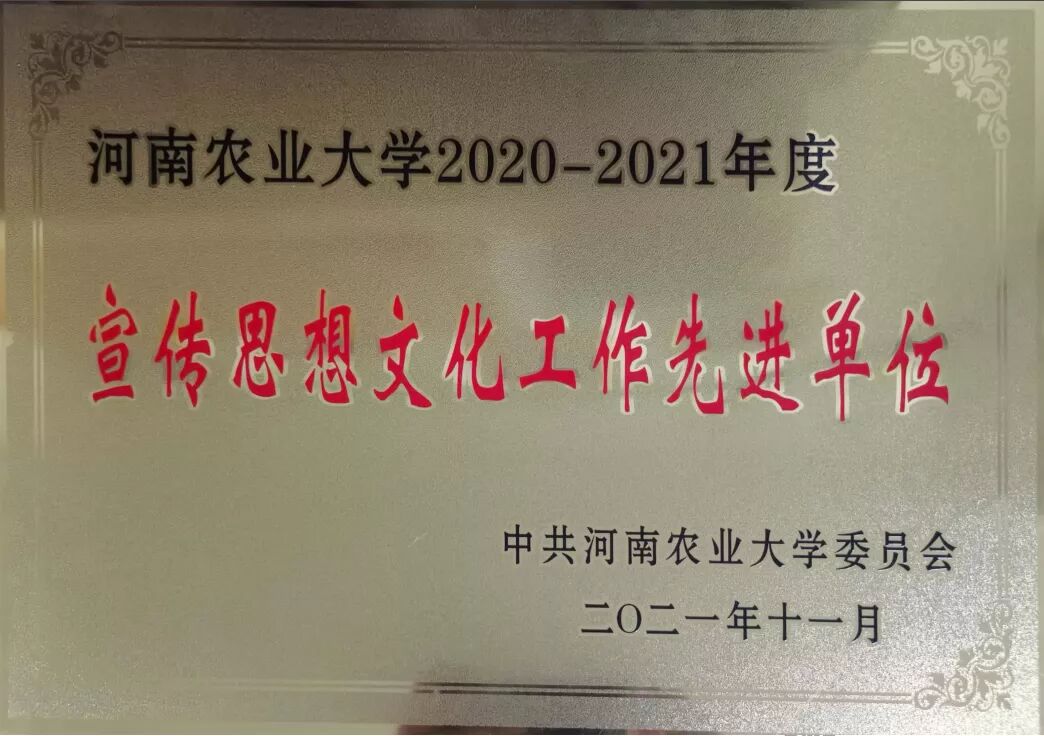 河南农业大学2020-2021年度
宣传思想文化工作先进单位
中共河南农业大学委员会
二〇二一年十一月